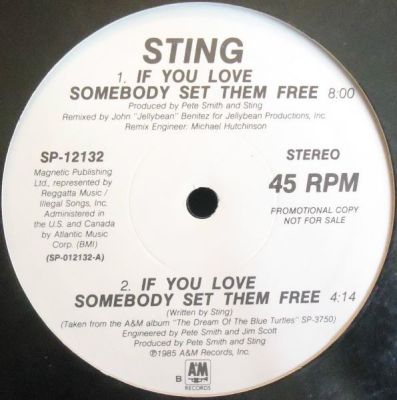 STING
1. IF YOU LOVE
SOMEBODY SET THEM FREE 8:00
Produced by Pete Smith and Sting
Remixed by John "Jellybean" Benitez for Jellybean Productions, Inc.
Remix Engineer: Michael Hutchinson
SP-12132
Magnetic Publishing
Ltd., represented by
Reggatta Music /
Illegal Songs, Inc.
Administered in
the U.S. and Canada
by Atlantic Music
Corp. (BMI)
(SP-012132-A)
STEREO
45 RPM
PROMOTIONAL COPY
NOT FOR SALE
2. IF YOU LOVE
SOMEBODY SET THEM FREE 4:14
(Written by Sting)
(Taken from the A&M album "The Dream Of The Blue Turtles" SP-3750)
Engineered by Pete Smith and Jim Scott
Produced by Pete Smith and Sting
℗1985 A&M Records, Inc.
B
A&M
RECORDS